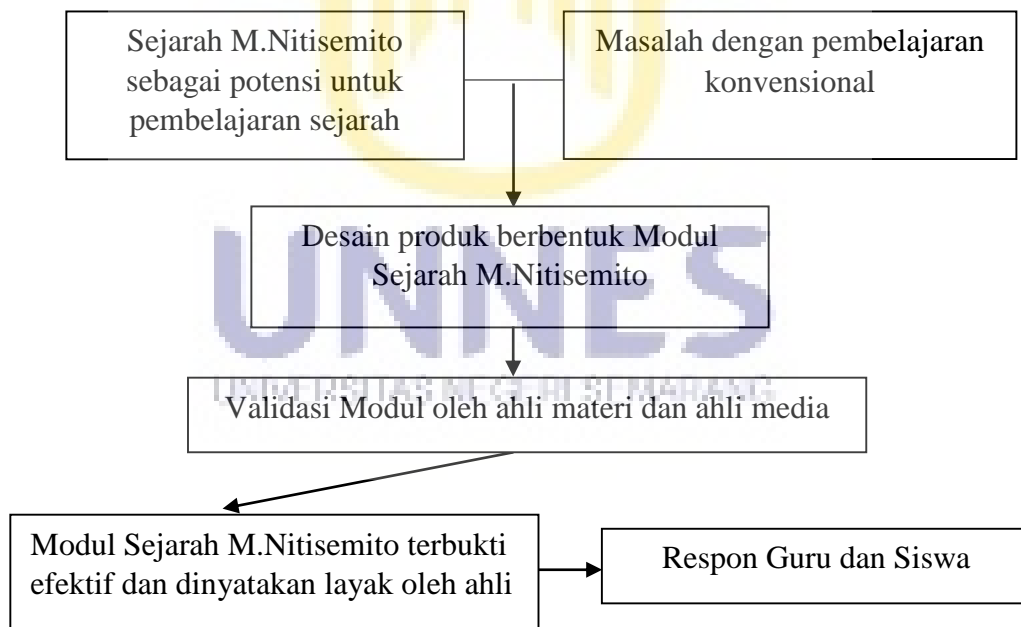 Sejarah M.Nitisemito
sebagai potensi untuk
pembelajaran sejarah
Masalah dengan pembelajaran
konvensional
Desain produk berbentuk Modul
Sejarah M.Nitisemito
UNNES
UNIVERSITAS NEGERI SEMARANG
Validasi Modul oleh ahli materi dan ahli media
Modul Sejarah M.Nitisemito terbukti
efektif dan dinyatakan layak oleh ahli
Respon Guru dan Siswa